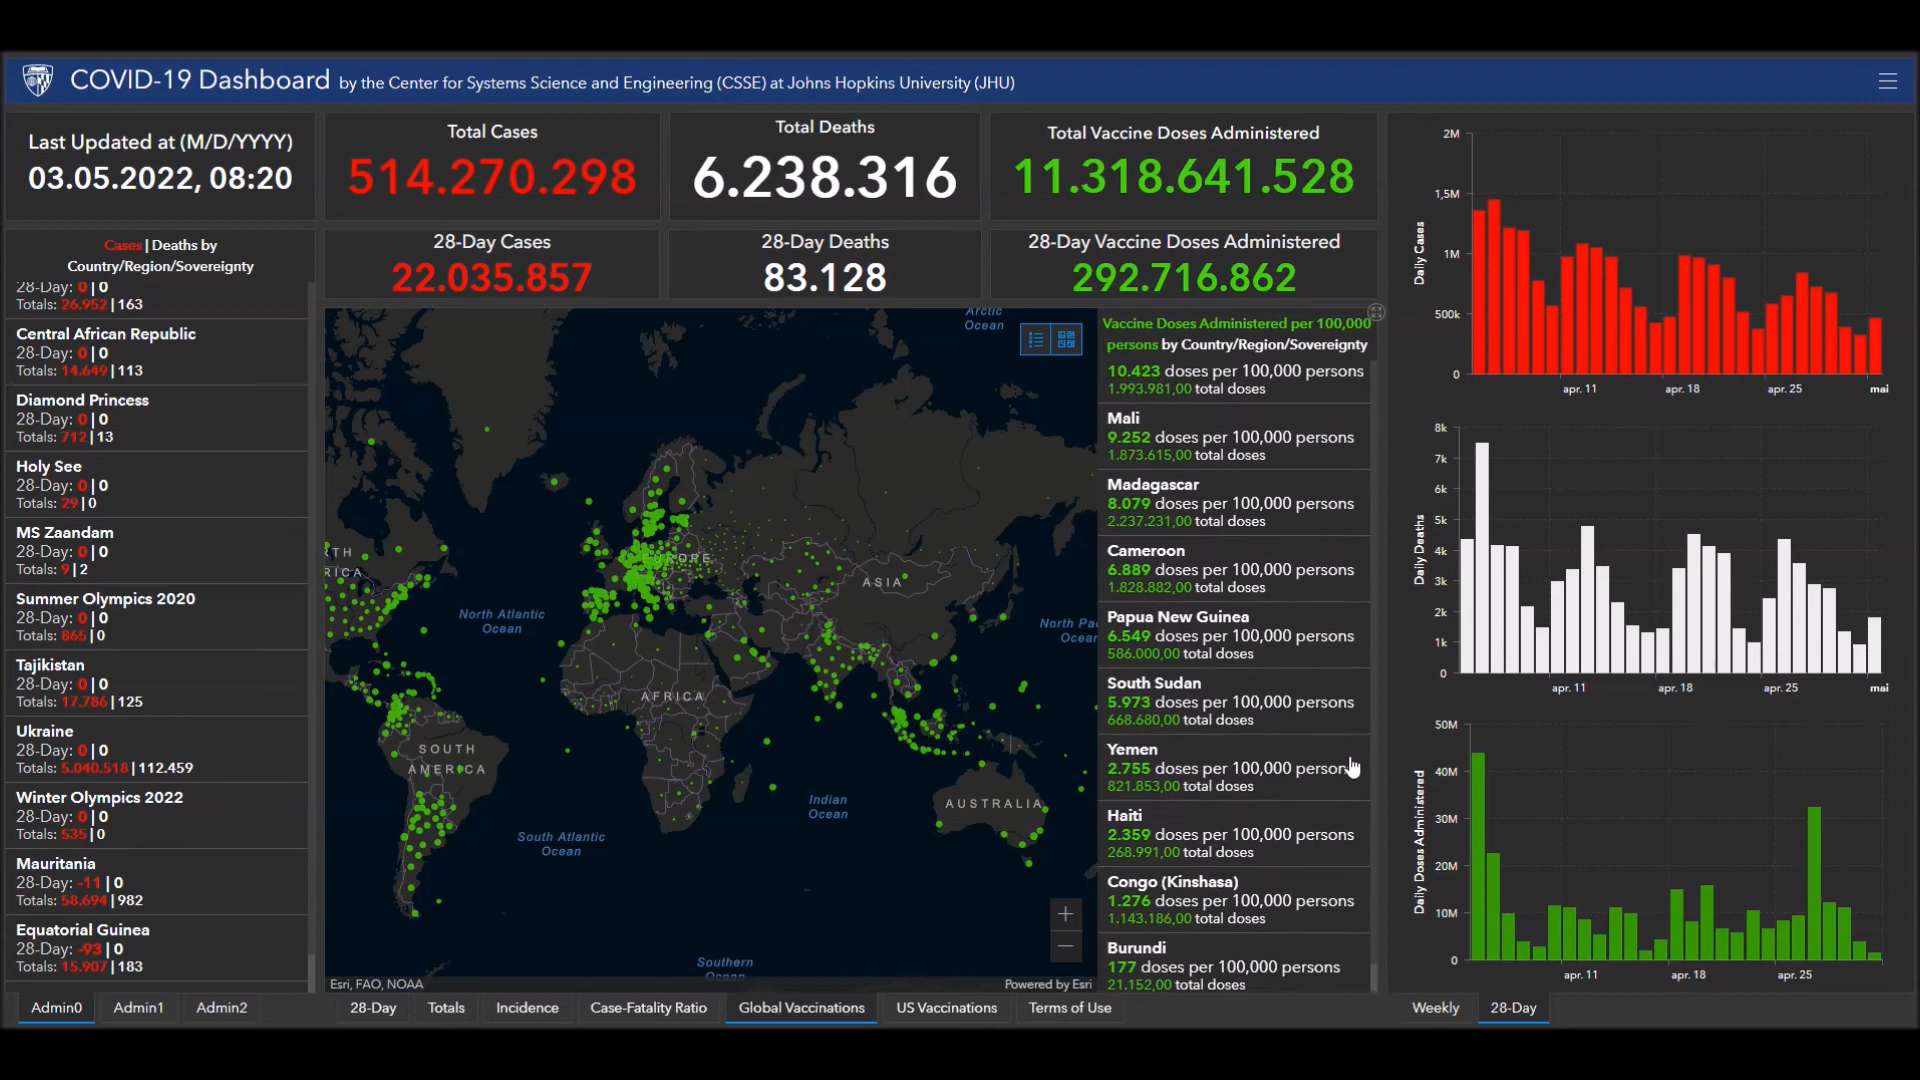 COVID-19 Dashboard by the Center for Systems Science and Engineering (CSSE) at Johns Hopkins University (JHU)
Last Updated at (M/D/YYYY)
03.05.2022, 08:20
Total Cases
514.270.298
Total Deaths
6.238.316
Total Vaccine Doses Administered
11.318.641.528
28-Day Cases
22.035.857
28-Day Deaths
83.128
28-Day Vaccine Doses Administered
292.716.862
Cases | Deaths by
Country/Region/Sovereignty
28-Day: 0 | 0
Totals: 26.952 | 163
Central African Republic
28-Day: 0 | 0
Totals: 14.649 | 113
Diamond Princess
28-Day: 0 | 0
Totals: 712 | 13
Holy See
28-Day: 0 | 0
Totals: 29 | 0
MS Zaandam
28-Day: 0 | 0
Totals: 9 | 2
Summer Olympics 2020
28-Day: 0 | 0
Totals: 865 | 0
Tajikistan
28-Day: 0 | 0
Totals: 17.786 | 125
Ukraine
28-Day: 0 | 0
Totals: 5.040.518 | 112.459
Winter Olympics 2022
28-Day: 0 | 0
Totals: 535 | 0
Mauritania
28-Day: -11 | 0
Totals: 58.694 | 982
Equatorial Guinea
28-Day: -93 | 0
Totals: 15.907 | 183
Admin0 Admin1 Admin2
Arctic
Ocean
RTH
RICA
EUROPE
ASIA
North Atlantic
Ocean
North Pa
Ocean
AFRICA
SOUTH
AMERICA
Indian
Ocean
AUSTRALIA
South Atlantic
Ocean
Southern
Ocean
+
−
Esri, FAO, NOAA
Powered by Esri
Vaccine Doses Administered per 100,000
persons by Country/Region/Sovereignty
10.423 doses per 100,000 persons
1.993.981,00 total doses
Mali
9.252 doses per 100,000 persons
1.873.615,00 total doses
Madagascar
8.079 doses per 100,000 persons
2.237.231,00 total doses
Cameroon
6.889 doses per 100,000 persons
1.828.882,00 total doses
Papua New Guinea
6.549 doses per 100,000 persons
586.000,00 total doses
South Sudan
5.973 doses per 100,000 persons
668.680,00 total doses
Yemen
2.755 doses per 100,000 person
821.853,00 total doses
Haiti
2.359 doses per 100,000 persons
268.991,00 total doses
Congo (Kinshasa)
1.276 doses per 100,000 persons
1.143.186,00 total doses
Burundi
177 doses per 100,000 persons
21.152,00 total doses
28-Day Totals Incidence Case-Fatality Ratio Global Vaccinations US Vaccinations Terms of Use
Daily Cases
2M
1,5M
1M
500k
0
apr. 11 apr. 18 apr. 25 mai
Daily Deaths
8k
7k
6k
5k
4k
3k
2k
1k
0
apr. 11 apr. 18 apr. 25 mai
Daily Doses Administered
50M
40M
30M
20M
10M
0
apr. 11 apr. 18 apr. 25
Weekly 28-Day